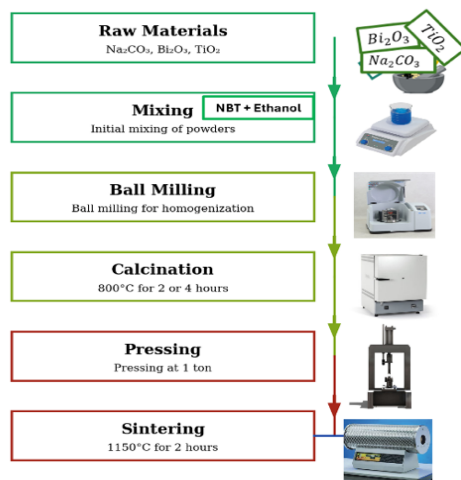 Raw Materials
Na₂CO₃, Bi₂O₃, TiO₂
Bi₂O₃
TiO₂
Na₂CO₃
Mixing
NBT + Ethanol
Initial mixing of powders
Ball Milling
Ball milling for homogenization
Calcination
800°C for 2 or 4 hours
Pressing
Pressing at 1 ton
Sintering
1150°C for 2 hours